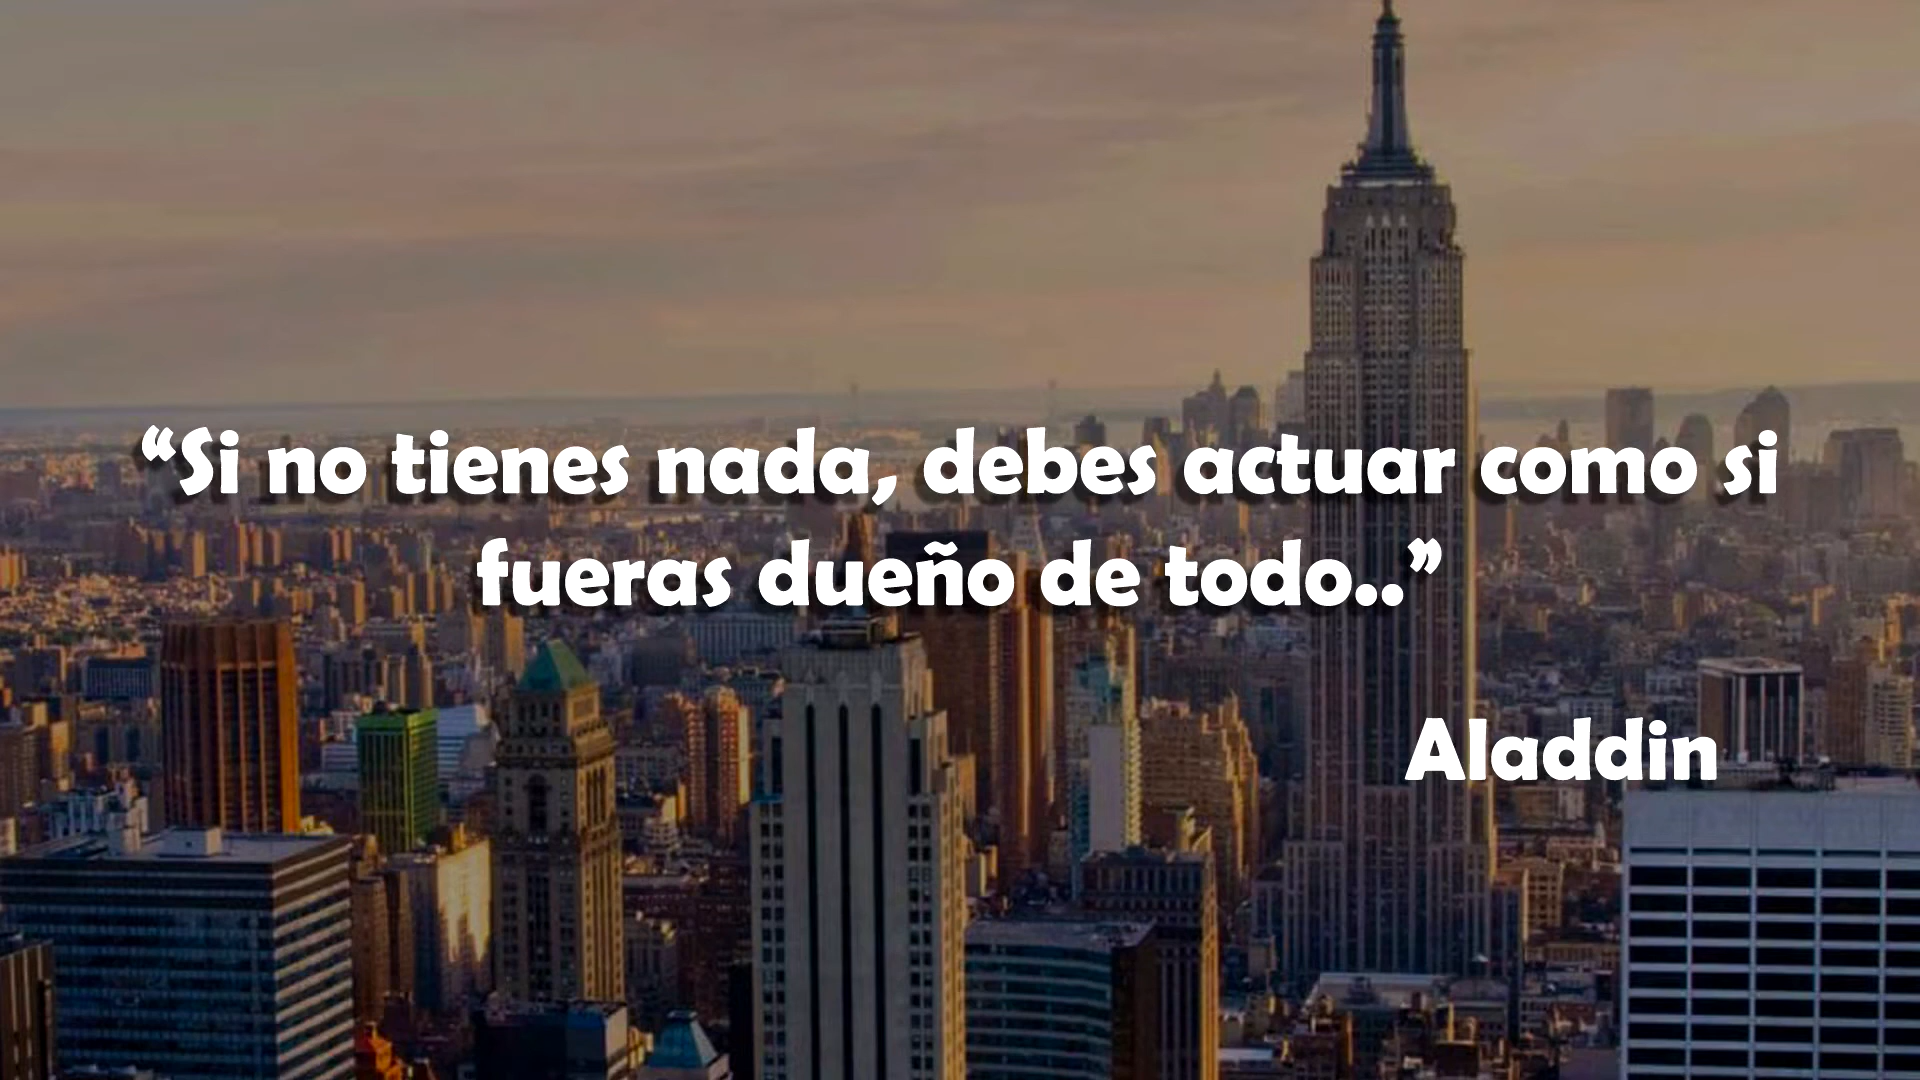 “Si no tienes nada, debes actuar como si
fueras dueño de todo..”
Aladdin